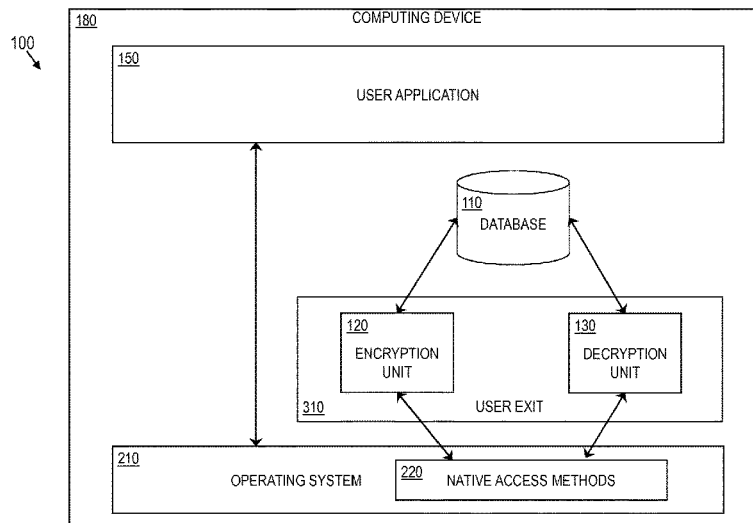 180
COMPUTING DEVICE
100
150
USER APPLICATION
110
DATABASE
120
ENCRYPTION
UNIT
130
DECRYPTION
UNIT
310
USER EXIT
210
OPERATING SYSTEM
220
NATIVE ACCESS METHODS